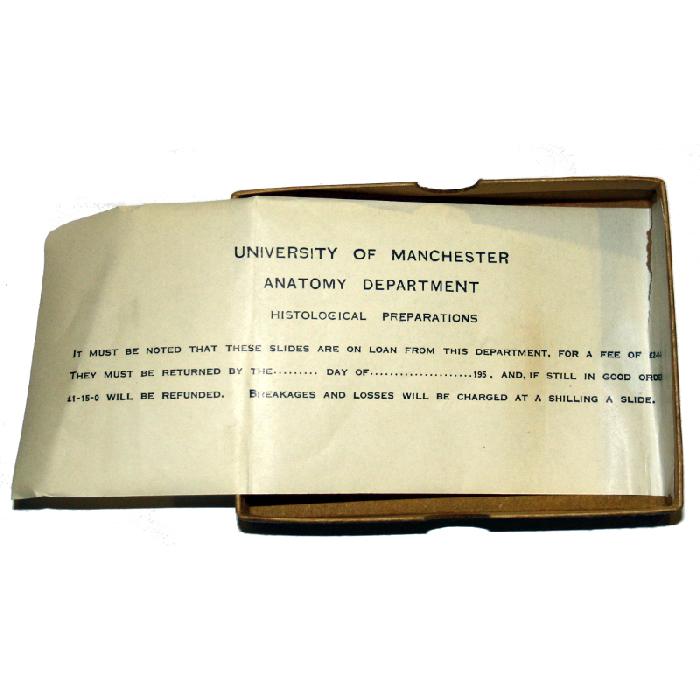 UNIVERSITY OF MANCHESTER
ANATOMY DEPARTMENT
HISTOLOGICAL PREPARATIONS
IT MUST BE NOTED THAT THESE SLIDES ARE ON LOAN FROM THIS DEPARTMENT, FOR A FEE OF
THEY MUST BE RETURNED BY THE......... DAY OF.....................195 . AND, IF STILL IN GOOD ORDE
£1-15-0 WILL BE REFUNDED. BREAKAGES AND LOSSES WILL BE CHARGED AT A SHILLING A SLIDE.